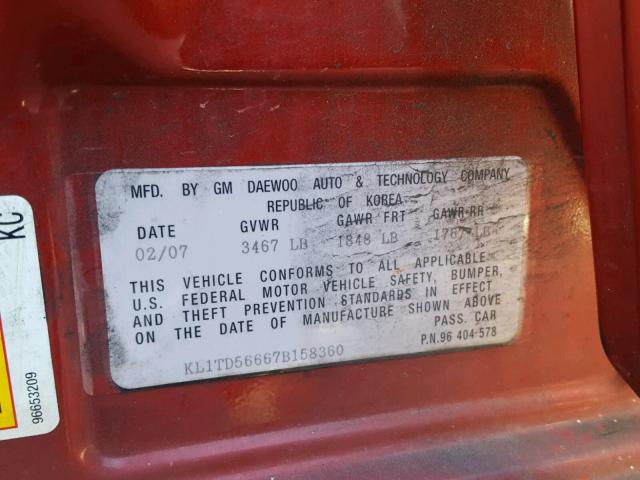 MFD. BY GM DAEWOO AUTO & TECHNOLOGY COMPANY
REPUBLIC OF KOREA
DATE GVWR GAWR FRT GAWR RR
02/07 3467 LB 1848 LB LB
THIS VEHICLE CONFORMS TO ALL APPLICABLE
U.S. FEDERAL MOTOR VEHICLE SAFETY, BUMPER,
AND THEFT PREVENTION STANDARDS IN EFFECT
ON THE DATE OF MANUFACTURE SHOWN ABOVE
PASS. CAR
KL1TD56667B158360
P.N.96 404 578
KC
96653209